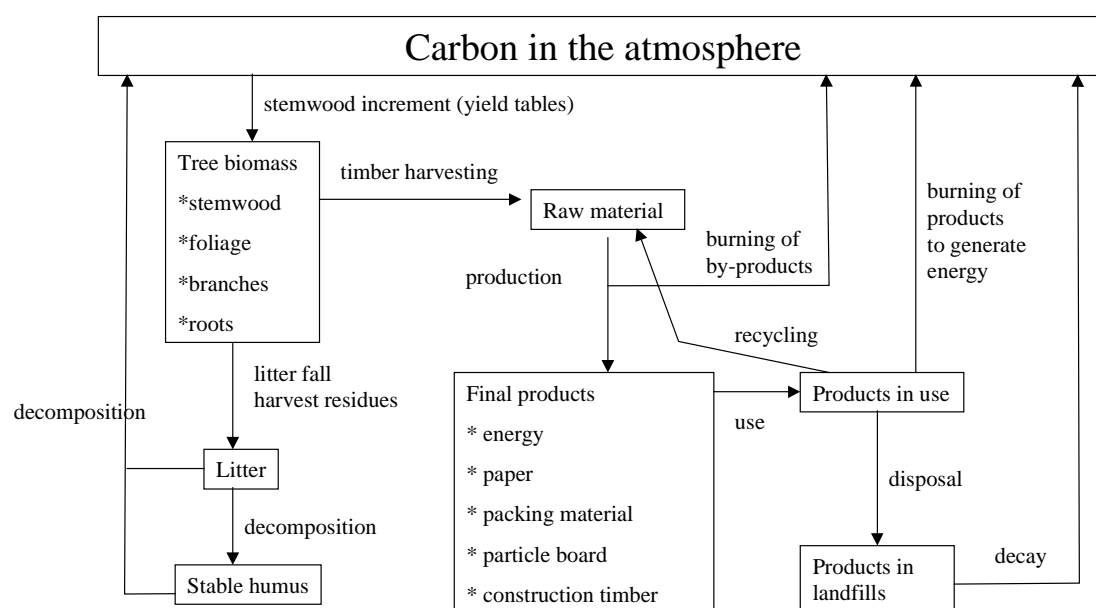 Carbon in the atmosphere
stemwood increment (yield tables)
Tree biomass
*stemwood
*foliage
*branches
*roots
timber harvesting
Raw material
production
burning of
by-products
burning of
products
to generate
energy
recycling
litter fall
harvest residues
decomposition
Final products
* energy
* paper
* packing material
* particle board
* construction timber
use
Products in use
Litter
disposal
decomposition
Stable humus
Products in
landfills
decay